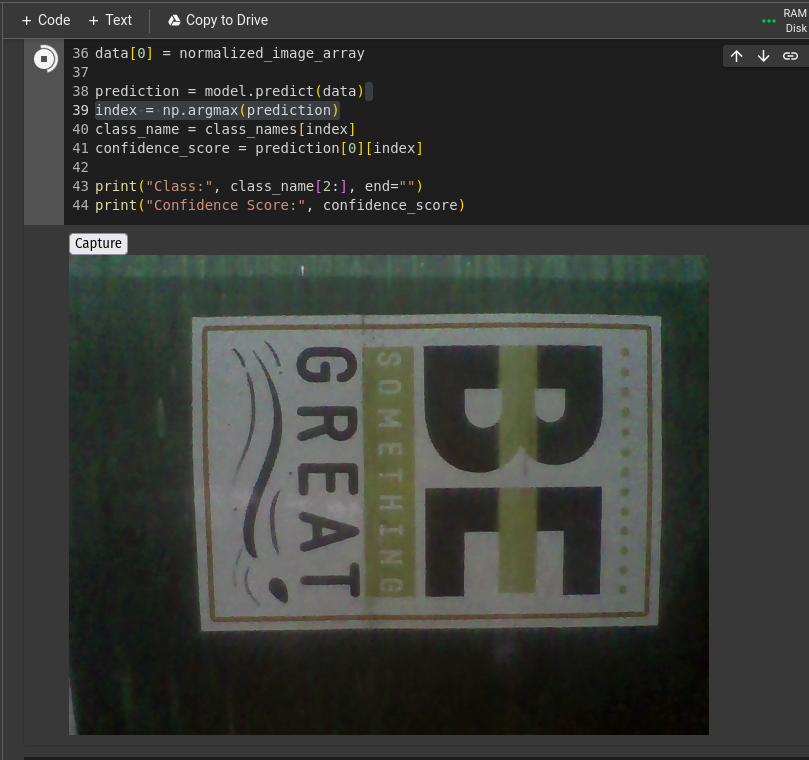 + Code + Text Copy to Drive RAM
Disk
36 data[0] = normalized_image_array
37
38 prediction = model.predict(data)
39 index = np.argmax(prediction)
40 class_name = class_names[index]
41 confidence_score = prediction[0][index]
42
43 print("Class:", class_name[2:], end="")
44 print("Confidence Score:", confidence_score)
Capture
BE
SOMETHING
GREAT